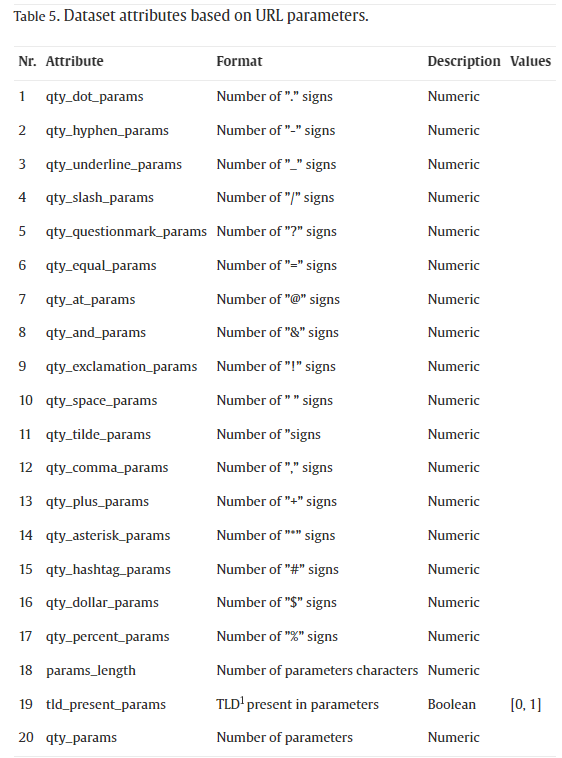 Table 5. Dataset attributes based on URL parameters.
Nr. Attribute Format Description Values
1 qty_dot_params Number of ”.” signs Numeric
2 qty_hyphen_params Number of ”-” signs Numeric
3 qty_underline_params Number of ”_” signs Numeric
4 qty_slash_params Number of ”/” signs Numeric
5 qty_questionmark_params Number of ”?” signs Numeric
6 qty_equal_params Number of ”=” signs Numeric
7 qty_at_params Number of ”@” signs Numeric
8 qty_and_params Number of ”&” signs Numeric
9 qty_exclamation_params Number of ”!” signs Numeric
10 qty_space_params Number of ” ” signs Numeric
11 qty_tilde_params Number of ”signs Numeric
12 qty_comma_params Number of ”,” signs Numeric
13 qty_plus_params Number of ”+” signs Numeric
14 qty_asterisk_params Number of ”*” signs Numeric
15 qty_hashtag_params Number of ”#” signs Numeric
16 qty_dollar_params Number of ”$” signs Numeric
17 qty_percent_params Number of ”%” signs Numeric
18 params_length Number of parameters characters Numeric
19 tld_present_params TLD¹ present in parameters Boolean [0, 1]
20 qty_params Number of parameters Numeric